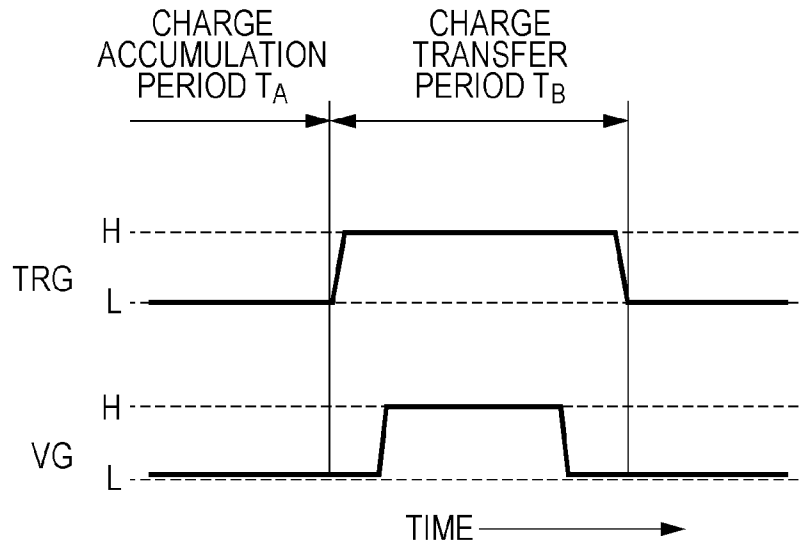 CHARGE
ACCUMULATION
PERIOD TA
CHARGE
TRANSFER
PERIOD TB
H
TRG
L
H
VG
L
TIME